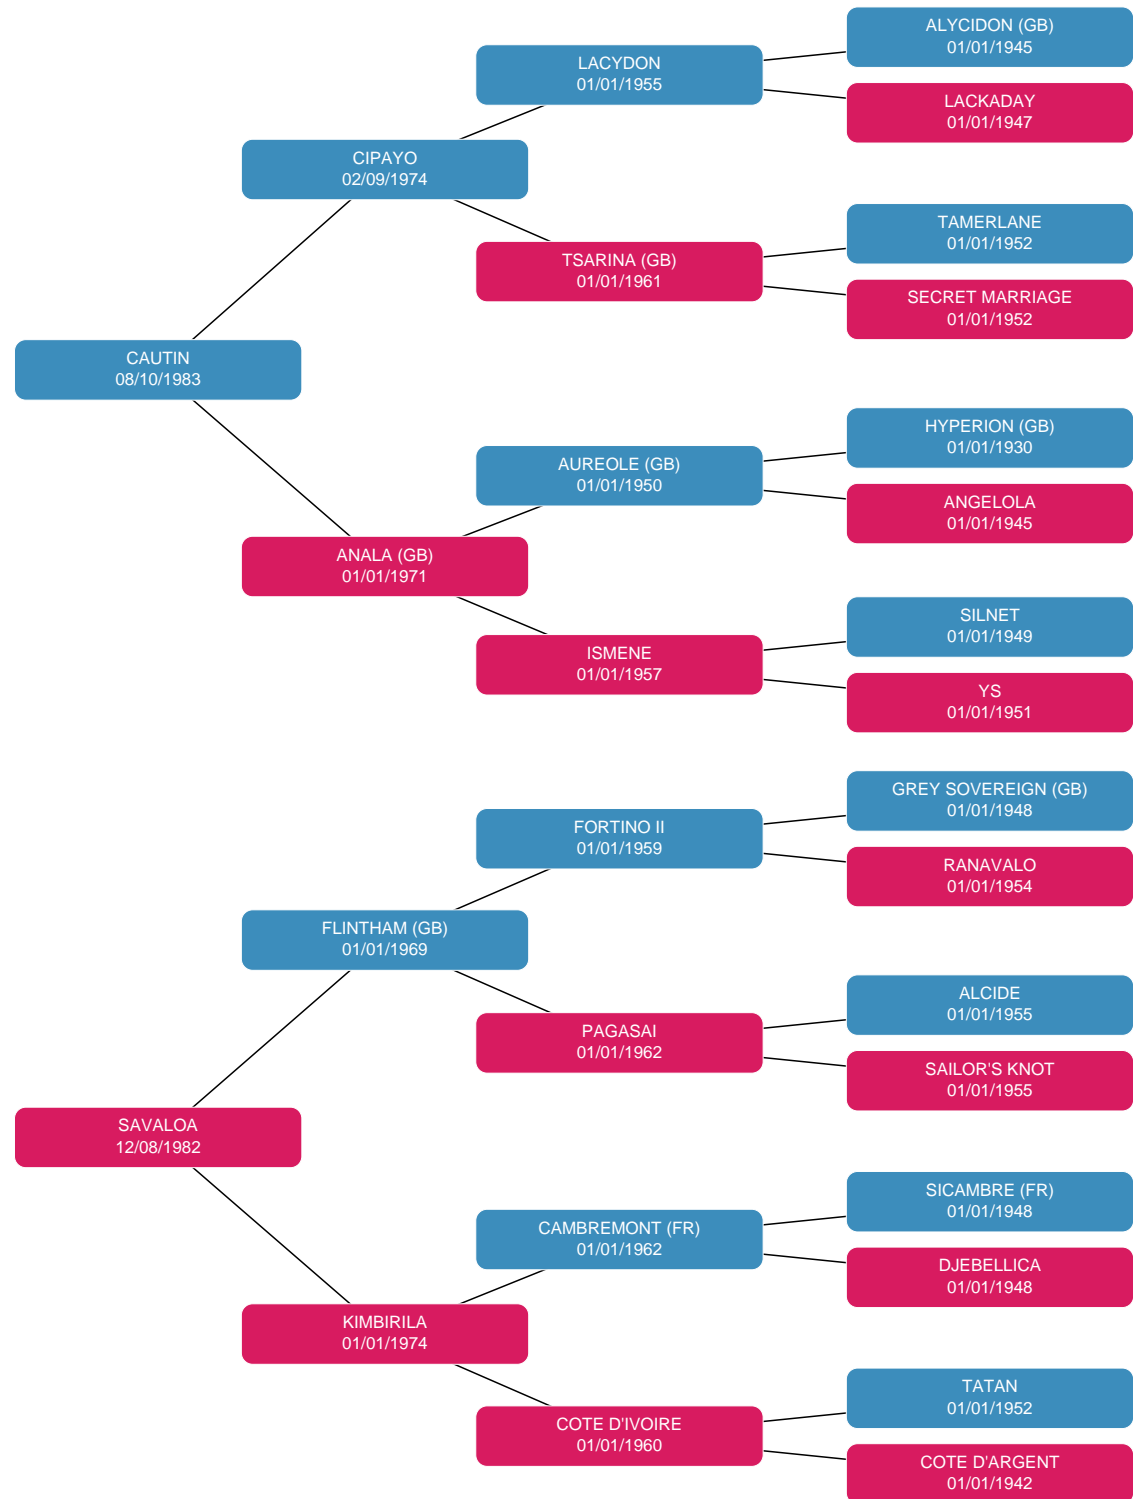 ALYCIDON (GB)
01/01/1945
LACYDON
01/01/1955
LACKADAY
01/01/1947
CIPAYO
02/09/1974
TAMERLANE
01/01/1952
TSARINA (GB)
01/01/1961
SECRET MARRIAGE
01/01/1952
CAUTIN
08/10/1983
HYPERION (GB)
01/01/1930
AUREOLE (GB)
01/01/1950
ANGELOLA
01/01/1945
ANALA (GB)
01/01/1971
SILNET
01/01/1949
ISMENE
01/01/1957
YS
01/01/1951
GREY SOVEREIGN (GB)
01/01/1948
FORTINO II
01/01/1959
RANAVALO
01/01/1954
FLINTHAM (GB)
01/01/1969
ALCIDE
01/01/1955
PAGASAI
01/01/1962
SAILOR'S KNOT
01/01/1955
SAVALOA
12/08/1982
SICAMBRE (FR)
01/01/1948
CAMBREMONT (FR)
01/01/1962
DJEBELLICA
01/01/1948
KIMBIRILA
01/01/1974
TATAN
01/01/1952
COTE D'IVOIRE
01/01/1960
COTE D'ARGENT
01/01/1942